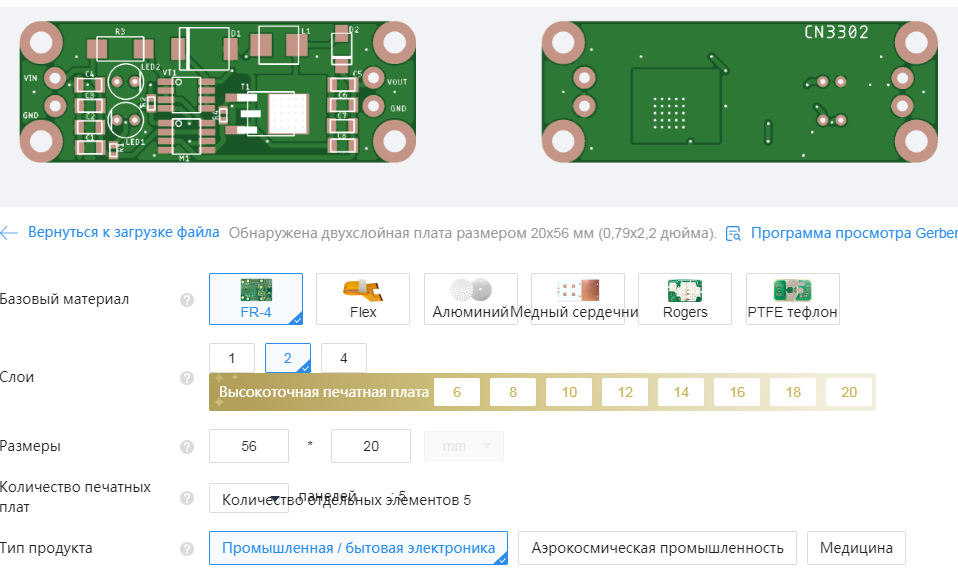 CN3302
R3
D1
L1
D2
LED2
VIN
VT1
C4
T1
C5
VOUT
C3
R2
C6
GND
R4
GND
C2
C7
LED1
C1
R1
M1
C8
Вернуться к загрузке файла Обнаружена двухслойная плата размером 20x56 мм (0,79x2,2 дюйма). Программа просмотра Gerber
Базовый материал ? FR-4 Flex Алюминий Медный сердечни Rogers PTFE тефлон
Слои ? 1 2 4
Высокоточная печатная плата 6 8 10 12 14 16 18 20
Размеры ? 56 * 20 mm
Количество печатных плат ? панелей : 5
Количество отдельных элементов 5
Тип продукта ? Промышленная / бытовая электроника Аэрокосмическая промышленность Медицина